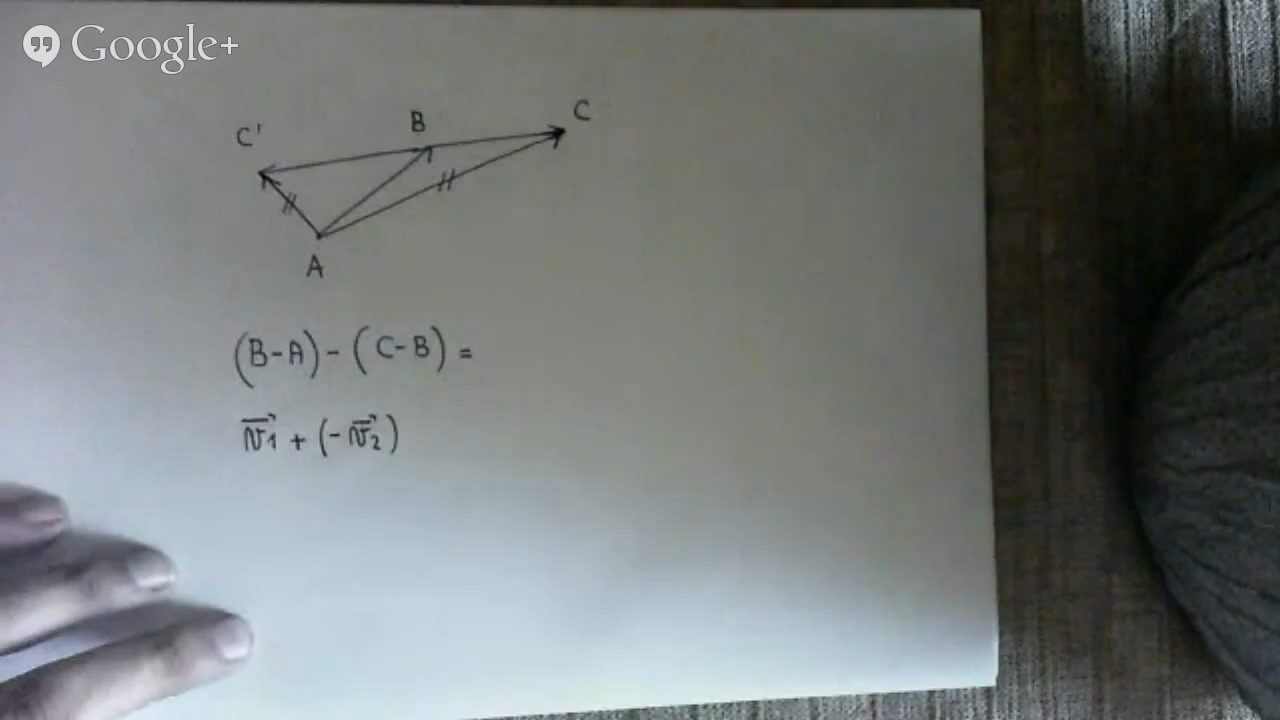 Google+
C'
B
C
A
(B-A)-(C-B)=
v⃗1+(-v⃗2)